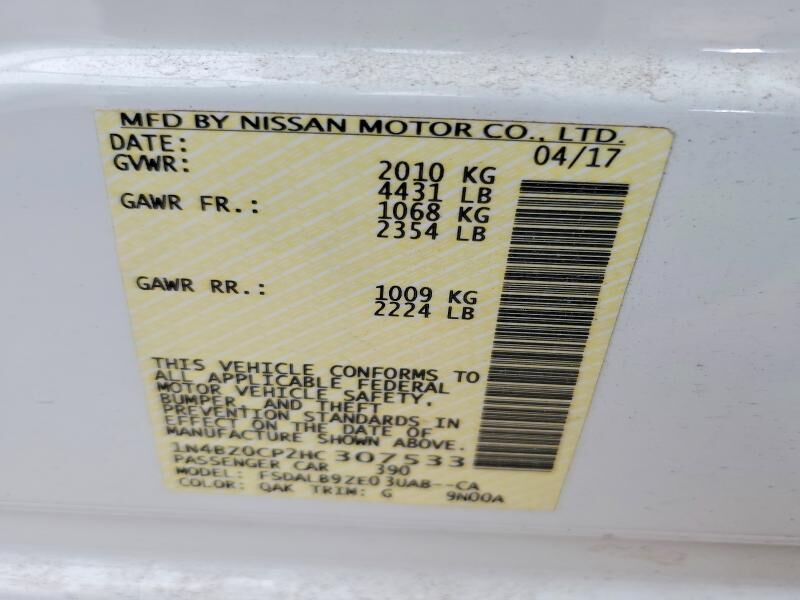 MFD BY NISSAN MOTOR CO., LTD.
DATE: 04/17
GVWR: 2010 KG
4431 LB
GAWR FR.: 1068 KG
2354 LB
GAWR RR.: 1009 KG
2224 LB
THIS VEHICLE CONFORMS TO
ALL APPLICABLE FEDERAL
MOTOR VEHICLE SAFETY,
BUMPER, AND THEFT
PREVENTION STANDARDS IN
EFFECT ON THE DATE OF
MANUFACTURE SHOWN ABOVE.
1N4BZ0CP2HC 307533
PASSENGER CAR 390
MODEL: FSDALB9ZE03UAB--CA
COLOR: QAK TRIM: G 9N00A